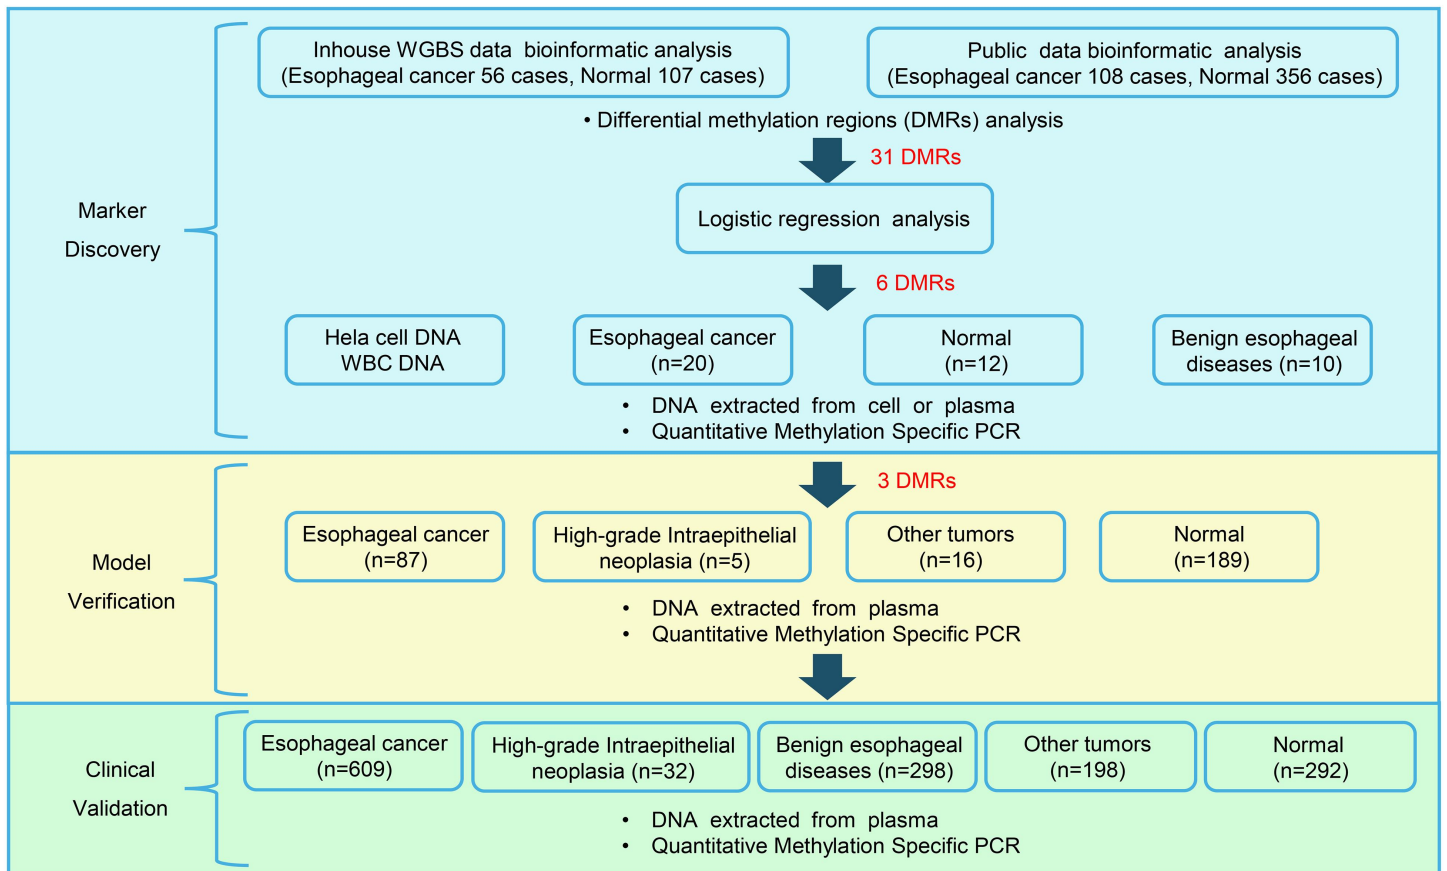 Inhouse WGBS data bioinformatic analysis
(Esophageal cancer 56 cases, Normal 107 cases)
Public data bioinformatic analysis
(Esophageal cancer 108 cases, Normal 356 cases)
• Differential methylation regions (DMRs) analysis
31 DMRs
Marker
Discovery
Logistic regression analysis
6 DMRs
Hela cell DNA
WBC DNA
Esophageal cancer
(n=20)
Normal
(n=12)
Benign esophageal
diseases (n=10)
• DNA extracted from cell or plasma
• Quantitative Methylation Specific PCR
3 DMRs
Model
Verification
Esophageal cancer
(n=87)
High-grade Intraepithelial
neoplasia (n=5)
Other tumors
(n=16)
Normal
(n=189)
• DNA extracted from plasma
• Quantitative Methylation Specific PCR
Clinical
Validation
Esophageal cancer
(n=609)
High-grade Intraepithelial
neoplasia (n=32)
Benign esophageal
diseases (n=298)
Other tumors
(n=198)
Normal
(n=292)
• DNA extracted from plasma
• Quantitative Methylation Specific PCR